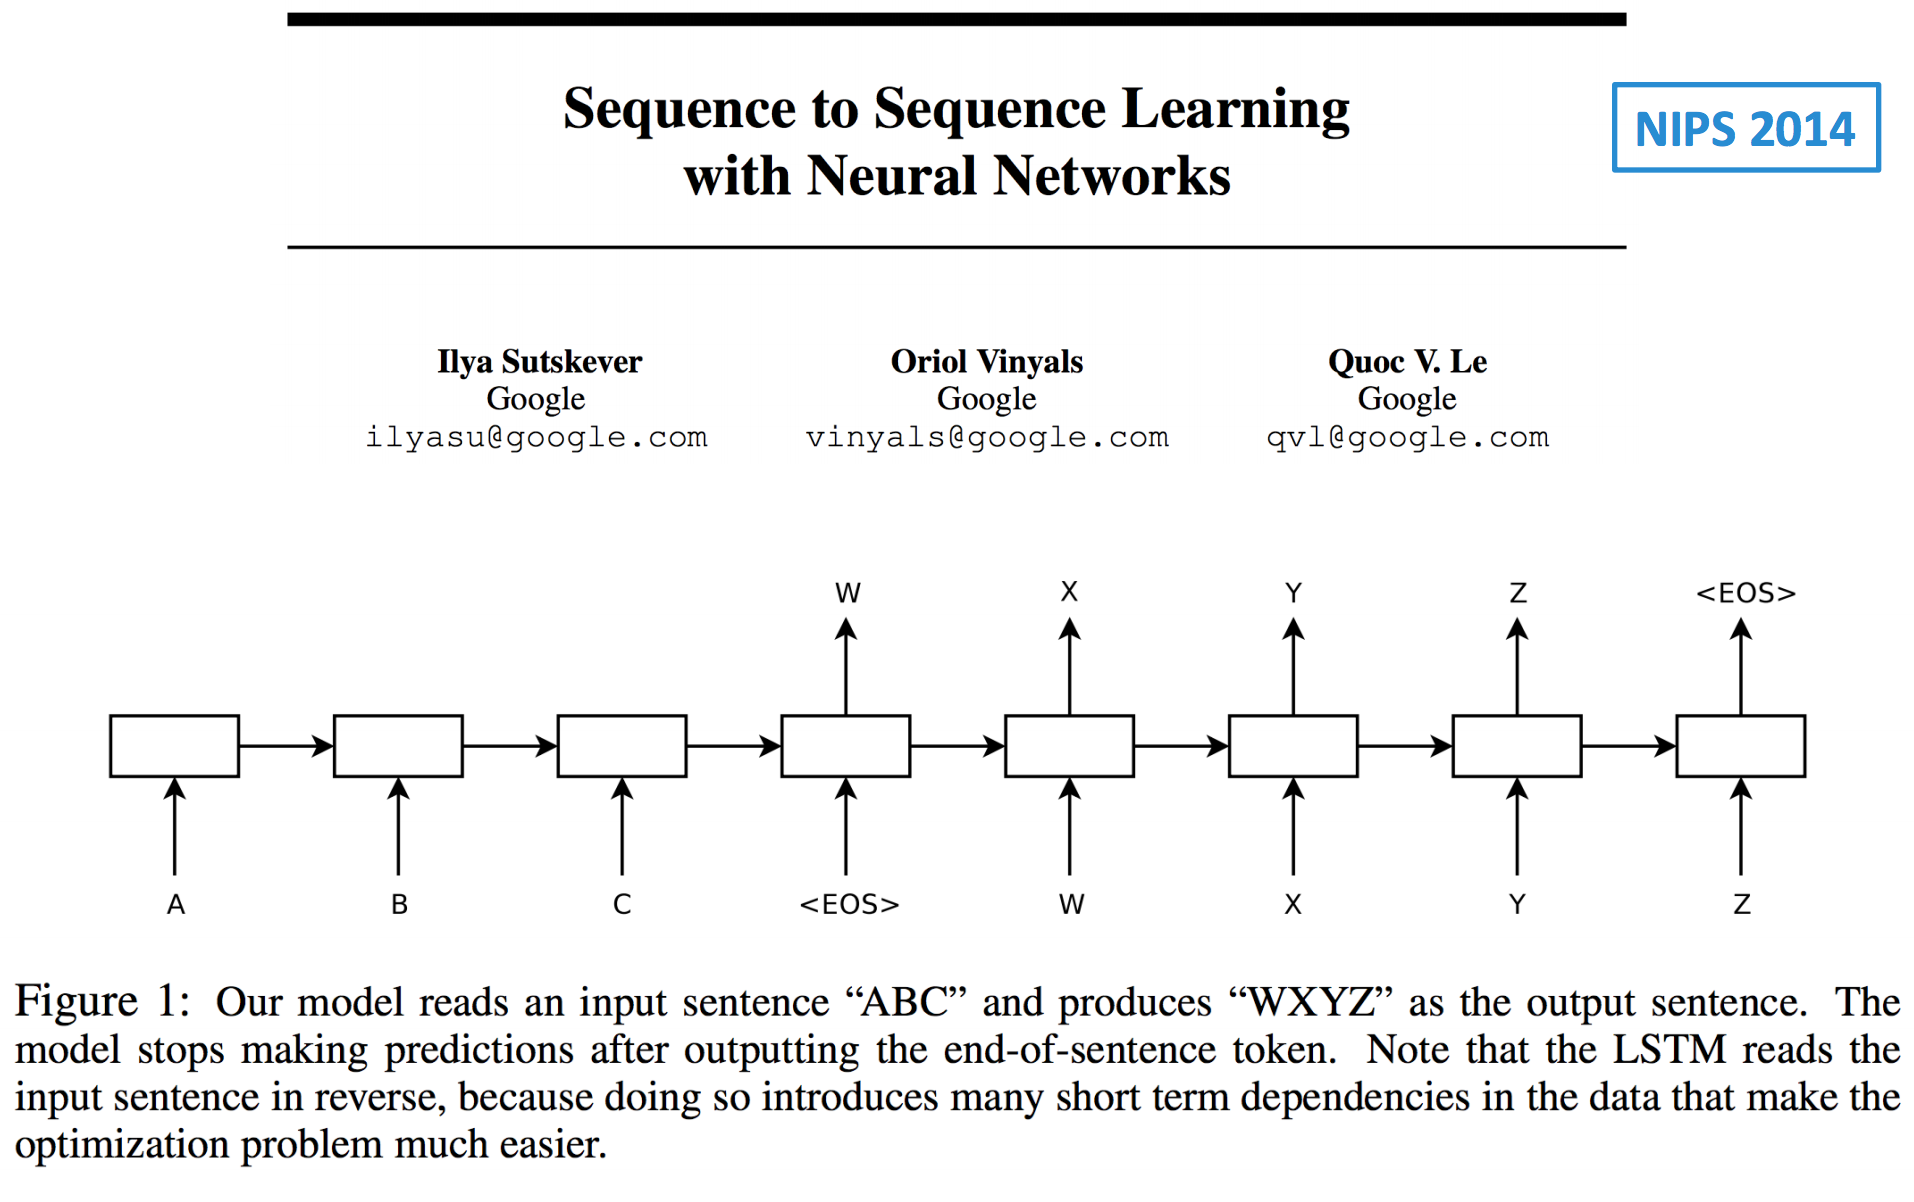 Sequence to Sequence Learning
with Neural Networks
NIPS 2014
Ilya Sutskever
Google
ilyasu@google.com
Oriol Vinyals
Google
vinyals@google.com
Quoc V. Le
Google
qvl@google.com
W X Y Z <EOS>
A B C <EOS> W X Y Z
Figure 1: Our model reads an input sentence “ABC” and produces “WXYZ” as the output sentence. The
model stops making predictions after outputting the end-of-sentence token. Note that the LSTM reads the
input sentence in reverse, because doing so introduces many short term dependencies in the data that make the
optimization problem much easier.